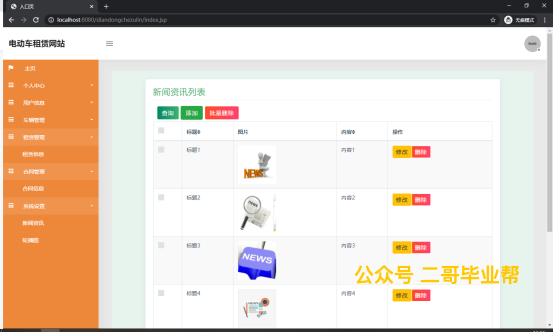 入口页
localhost:8080/diandongchezulin/index.jsp
无痕模式
电动车租赁网站
主页
个人中心
用户信息
车辆管理
租赁管理
租赁信息
合同管理
合同信息
系统设置
新闻资讯
轮播图
新闻资讯列表
查询 添加 批量删除
标题 图片 内容 操作
标题1 内容1 修改 删除
标题2 NEWS 内容2 修改 删除
标题3 NEWS 内容3 修改 删除
标题4 内容4 修改 删除
公众号 二哥毕业帮